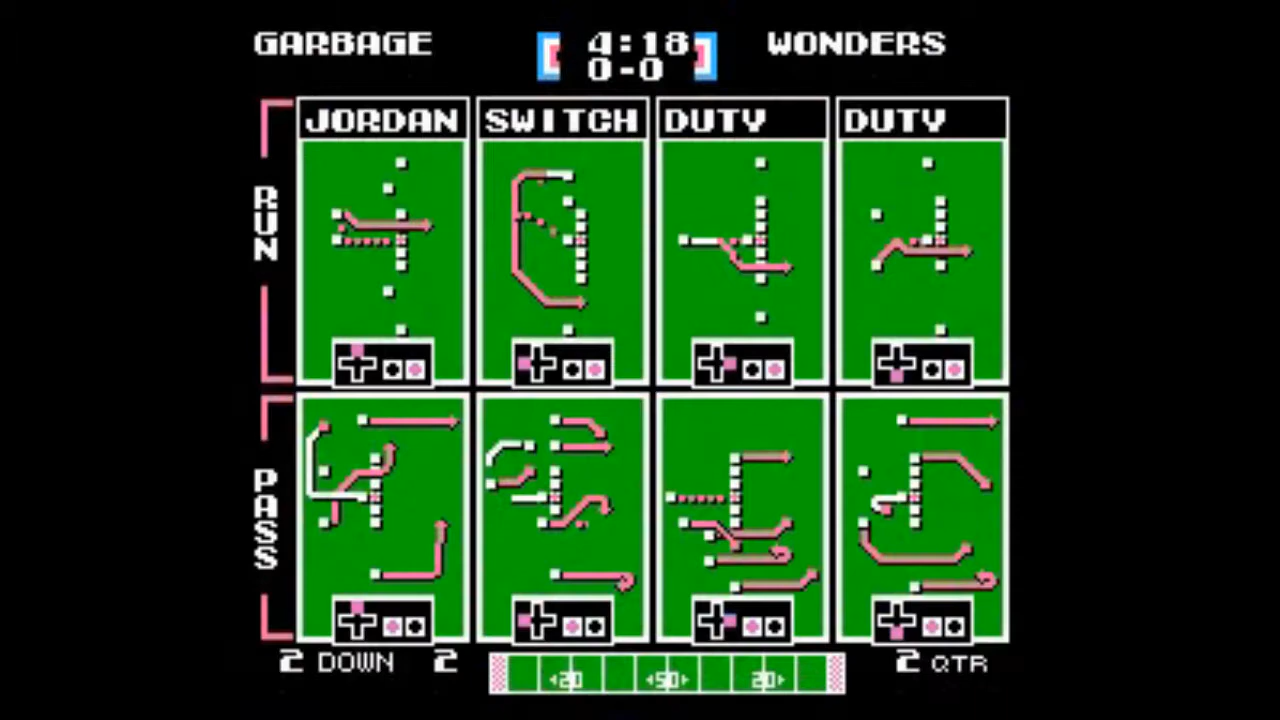 GARBAGE
4:18
WONDERS
0-0
JORDAN
SWITCH
DUTY
DUTY
RUN
PASS
2 DOWN 2
◂20 ◂50▸ 20▸
2 QTR